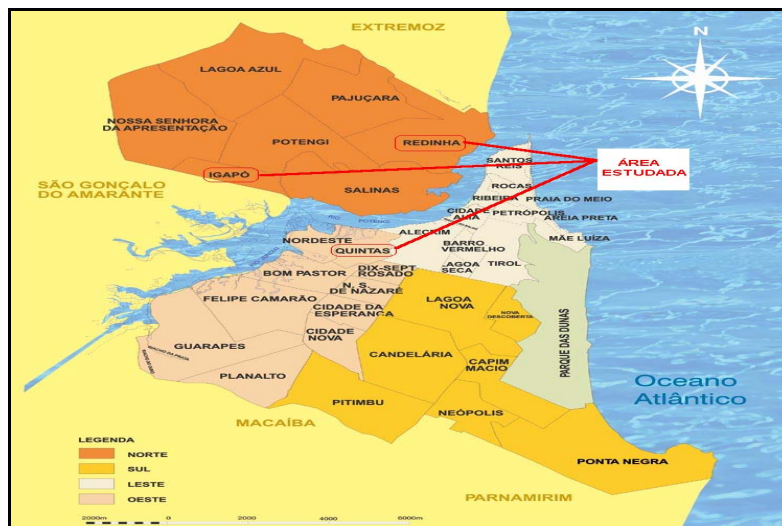 EXTREMOZ
N
LAGOA AZUL
PAJUÇARA
NOSSA SENHORA
DA APRESENTAÇÃO
POTENGI
REDINHA
SANTOS
REIS
ÁREA
ESTUDADA
IGAPÓ
SÃO GONÇALO
DO AMARANTE
SALINAS
ROCAS
RIBEIRA
PRAIA DO MEIO
CIDADE
ALTA
PETRÓPOLIS
AREIA PRETA
RIO
POTENGI
ALECRIM
MÃE LUÍZA
NORDESTE
QUINTAS
BARRO
VERMELHO
LAGOA
SECA
TIROL
BOM PASTOR
DIX-SEPT
ROSADO
N. S.
DE NAZARÉ
FELIPE CAMARÃO
CIDADE DA
ESPERANÇA
LAGOA
NOVA
NOVA
DESCOBERTA
CIDADE
NOVA
GUARAPES
CANDELÁRIA
CAPIM
MACIO
PARQUE DAS DUNAS
PLANALTO
Oceano
Atlântico
PITIMBU
NEÓPOLIS
MACAÍBA
PONTA NEGRA
LEGENDA
NORTE
SUL
LESTE
OESTE
PARNAMIRIM
2000m 0 2000 4000 6000m